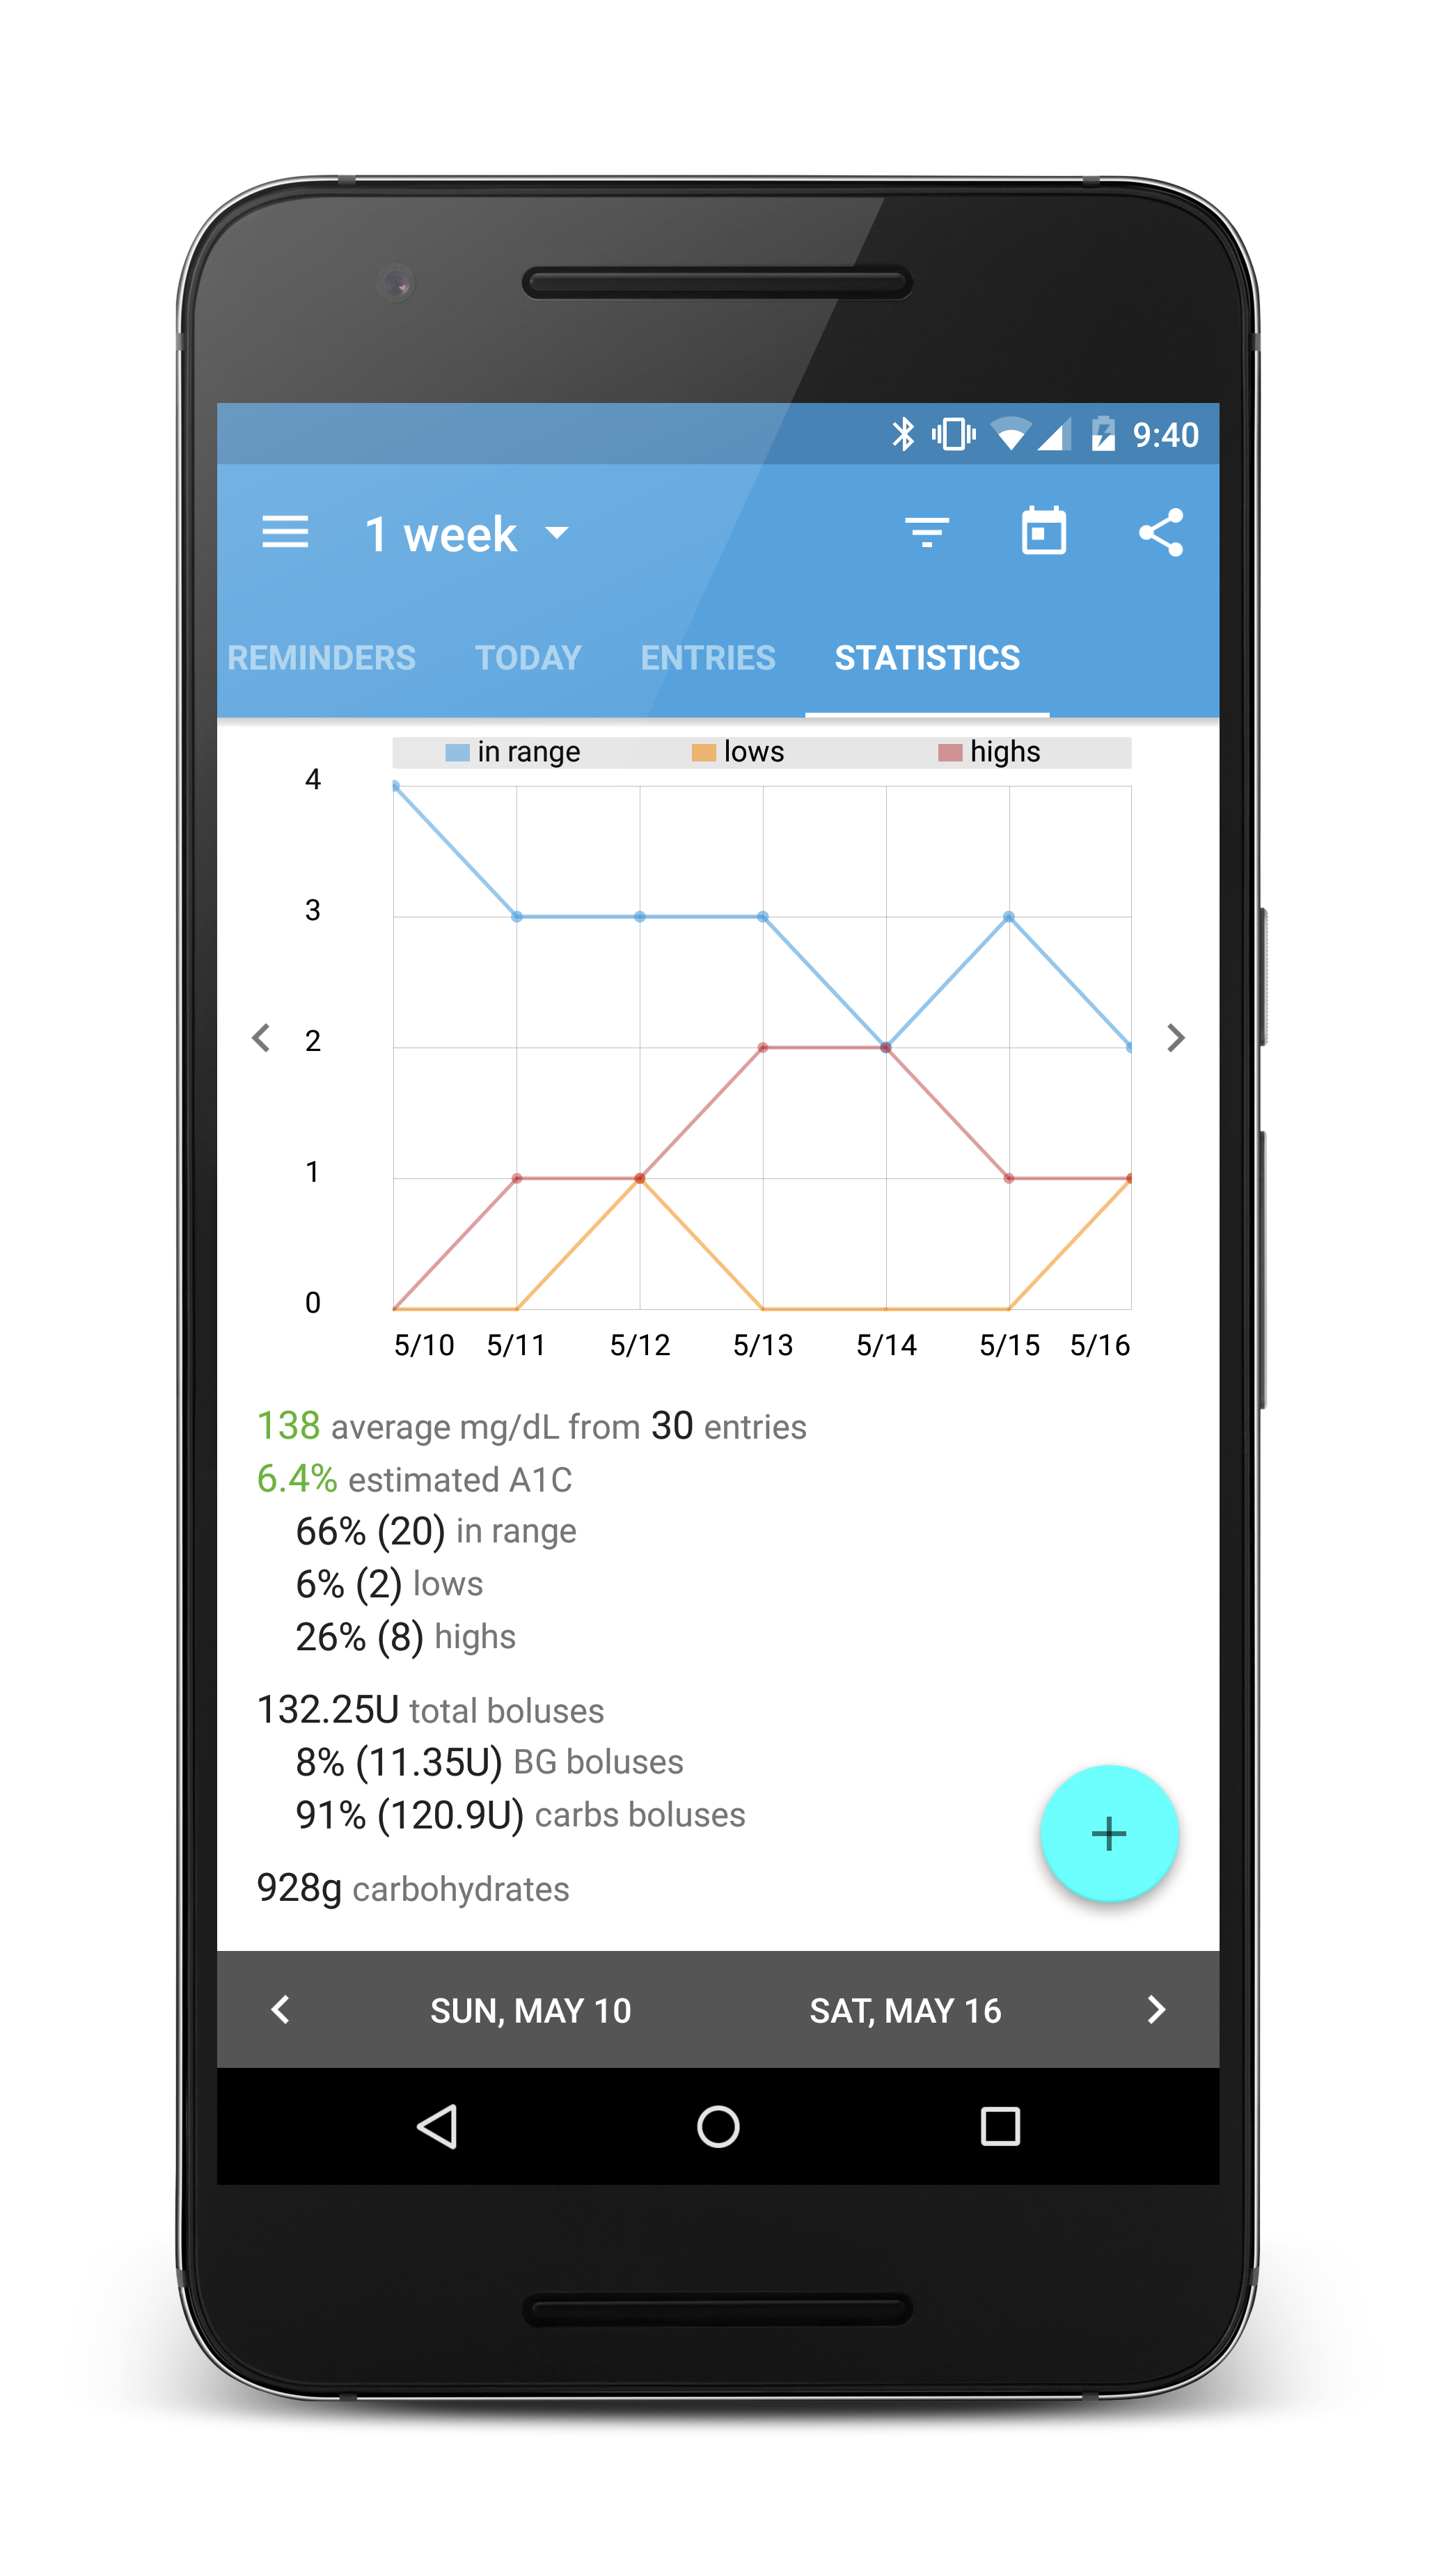 9:40
1 week
REMINDERS TODAY ENTRIES STATISTICS
in range lows highs
4
3
2
1
0
5/10 5/11 5/12 5/13 5/14 5/15 5/16
138 average mg/dL from 30 entries
6.4% estimated A1C
66% (20) in range
6% (2) lows
26% (8) highs
132.25U total boluses
8% (11.35U) BG boluses
91% (120.9U) carbs boluses
928g carbohydrates
SUN, MAY 10 SAT, MAY 16